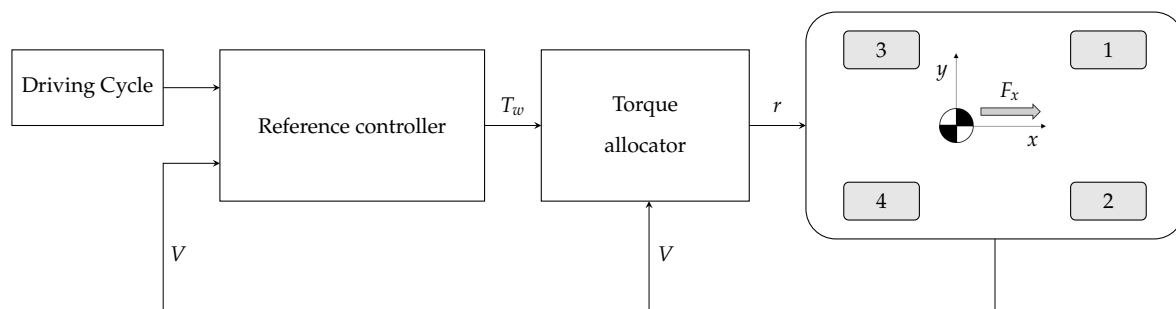 Driving Cycle
Reference controller
T_w
Torque
allocator
r
3
1
y
F_x
x
4
2
V
V